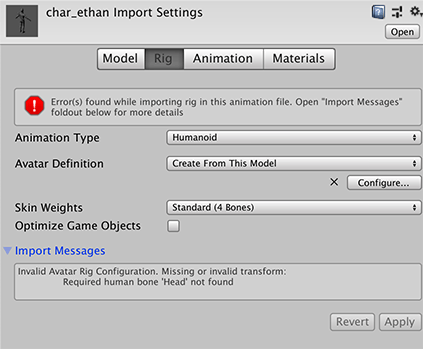 char_ethan Import Settings
Open
Model Rig Animation Materials
Error(s) found while importing rig in this animation file. Open "Import Messages"
foldout below for more details
Animation Type Humanoid
Avatar Definition Create From This Model
Configure...
Skin Weights Standard (4 Bones)
Optimize Game Objects
Import Messages
Invalid Avatar Rig Configuration. Missing or invalid transform:
Required human bone 'Head' not found
Revert Apply